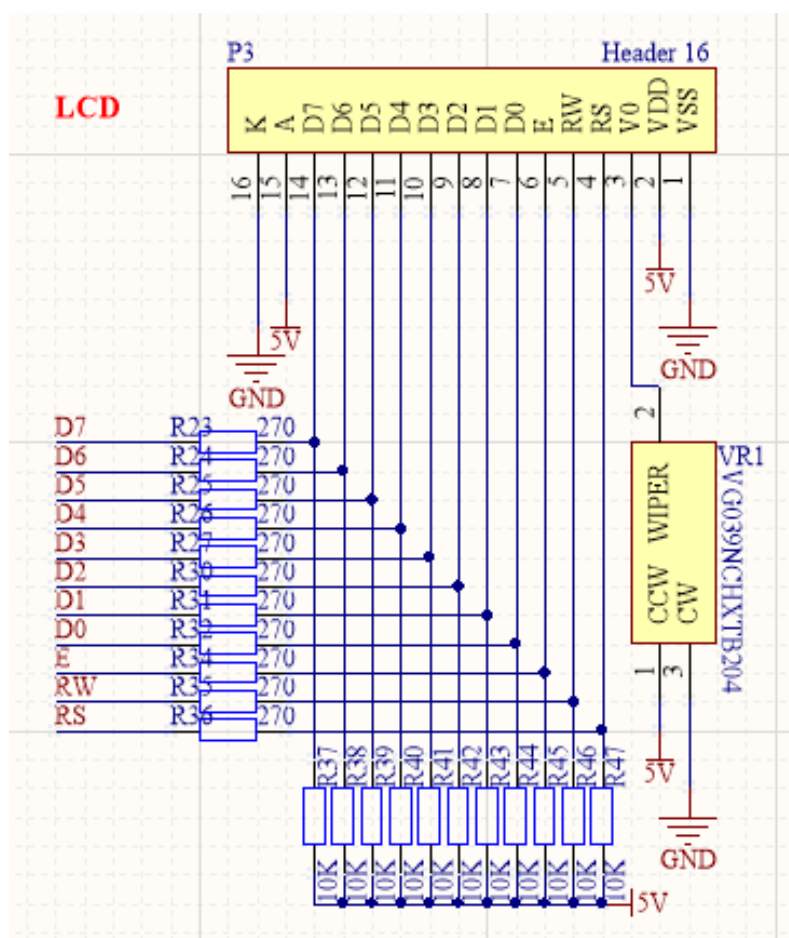 P3 Header 16
LCD
K A D7 D6 D5 D4 D3 D2 D1 D0 E RW RS V0 VDD VSS
16 15 14 13 12 11 10 9 8 7 6 5 4 3 2 1
5V
5V
GND
GND
2
D7 R23 270
D6 R24 270
D5 R25 270
D4 R26 270
D3 R27 270
D2 R30 270
D1 R31 270
D0 R32 270
E R34 270
RW R35 270
RS R36 270
VR1
VG039NCHXTB204
WIPER
CCW
CW
1 3
5V
GND
R37 R38 R39 R40 R41 R42 R43 R44 R45 R46 R47
10K 10K 10K 10K 10K 10K 10K 10K 10K 10K 10K
5V